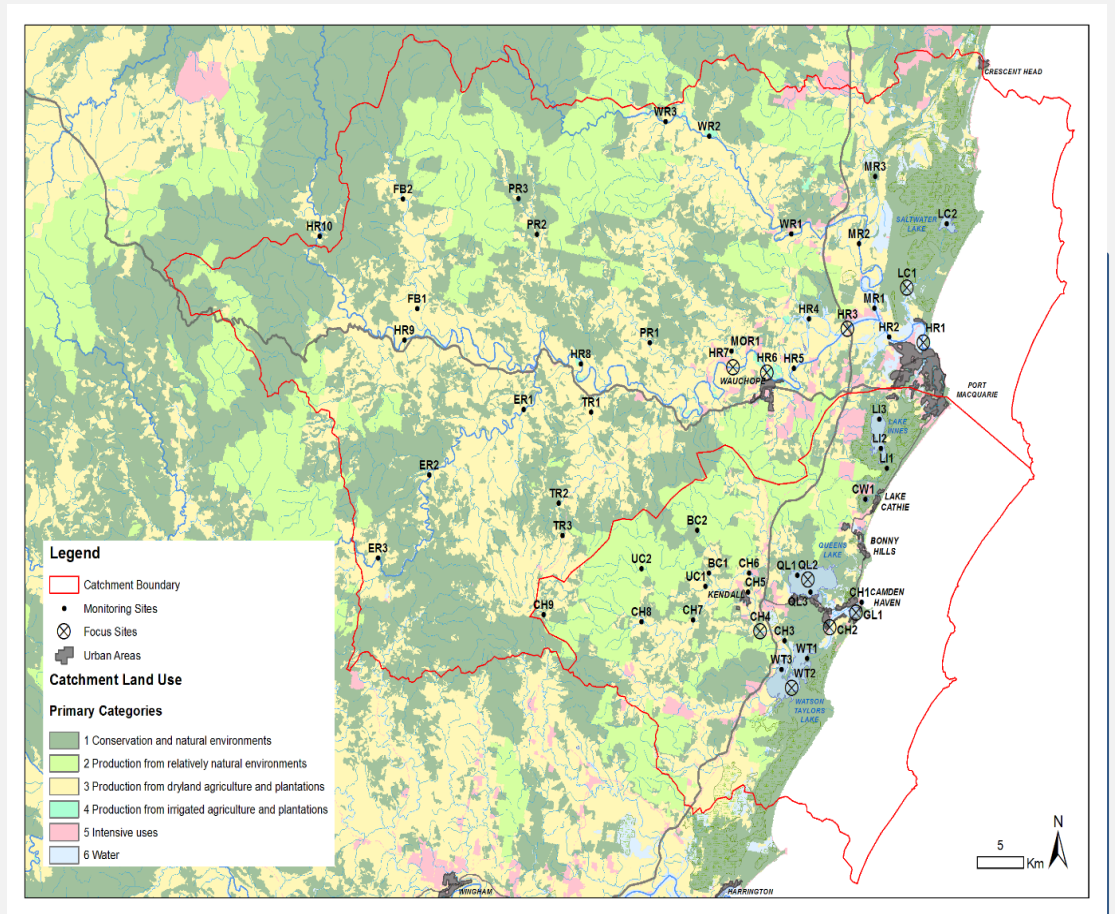 CRESCENT HEAD
WR3
WR2
MR3
FB2
PR3
LC2
SALTWATER
LAKE
HR10
PR2
WR1
MR2
LC1
FB1
MR1
HR4
HR3
HR2
HR1
HR9
PR1
MOR1
HR8
HR7
HR6
HR5
WAUCHOPE
PORT
MACQUARIE
ER1
TR1
LI3
LAKE
INNES
LI2
LI1
ER2
TR2
CW1
LAKE
CATHIE
TR3
BC2
BONNY
HILLS
QUEENS
LAKE
ER3
UC2
BC1
CH6
QL1
QL2
UC1
CH5
KENDALL
QL3
CH1
CAMDEN
HAVEN
CH9
CH8
CH7
CH4
GL1
CH2
CH3
WT1
WT3
WT2
WATSON
TAYLORS
LAKE
Legend
Catchment Boundary
Monitoring Sites
Focus Sites
Urban Areas
Catchment Land Use
Primary Categories
1 Conservation and natural environments
2 Production from relatively natural environments
3 Production from dryland agriculture and plantations
4 Production from irrigated agriculture and plantations
5 Intensive uses
6 Water
N
5
Km
WINGHAM
HARRINGTON